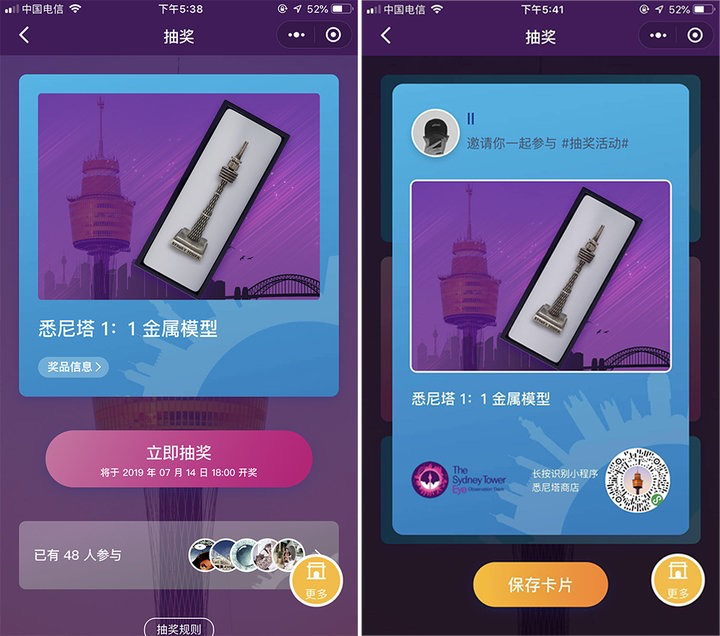 中国电信
下午5:38
52%
抽奖
悉尼塔 1：1 金属模型
奖品信息
立即抽奖
将于 2019 年 07 月 14 日 18:00 开奖
已有 48 人参与
更多
抽奖规则
中国电信
下午5:41
52%
抽奖
ll
邀请你一起参与 #抽奖活动#
悉尼塔 1：1 金属模型
The
Sydney Tower
Eye Observation Deck
长按识别小程序
悉尼塔商店
保存卡片
更多